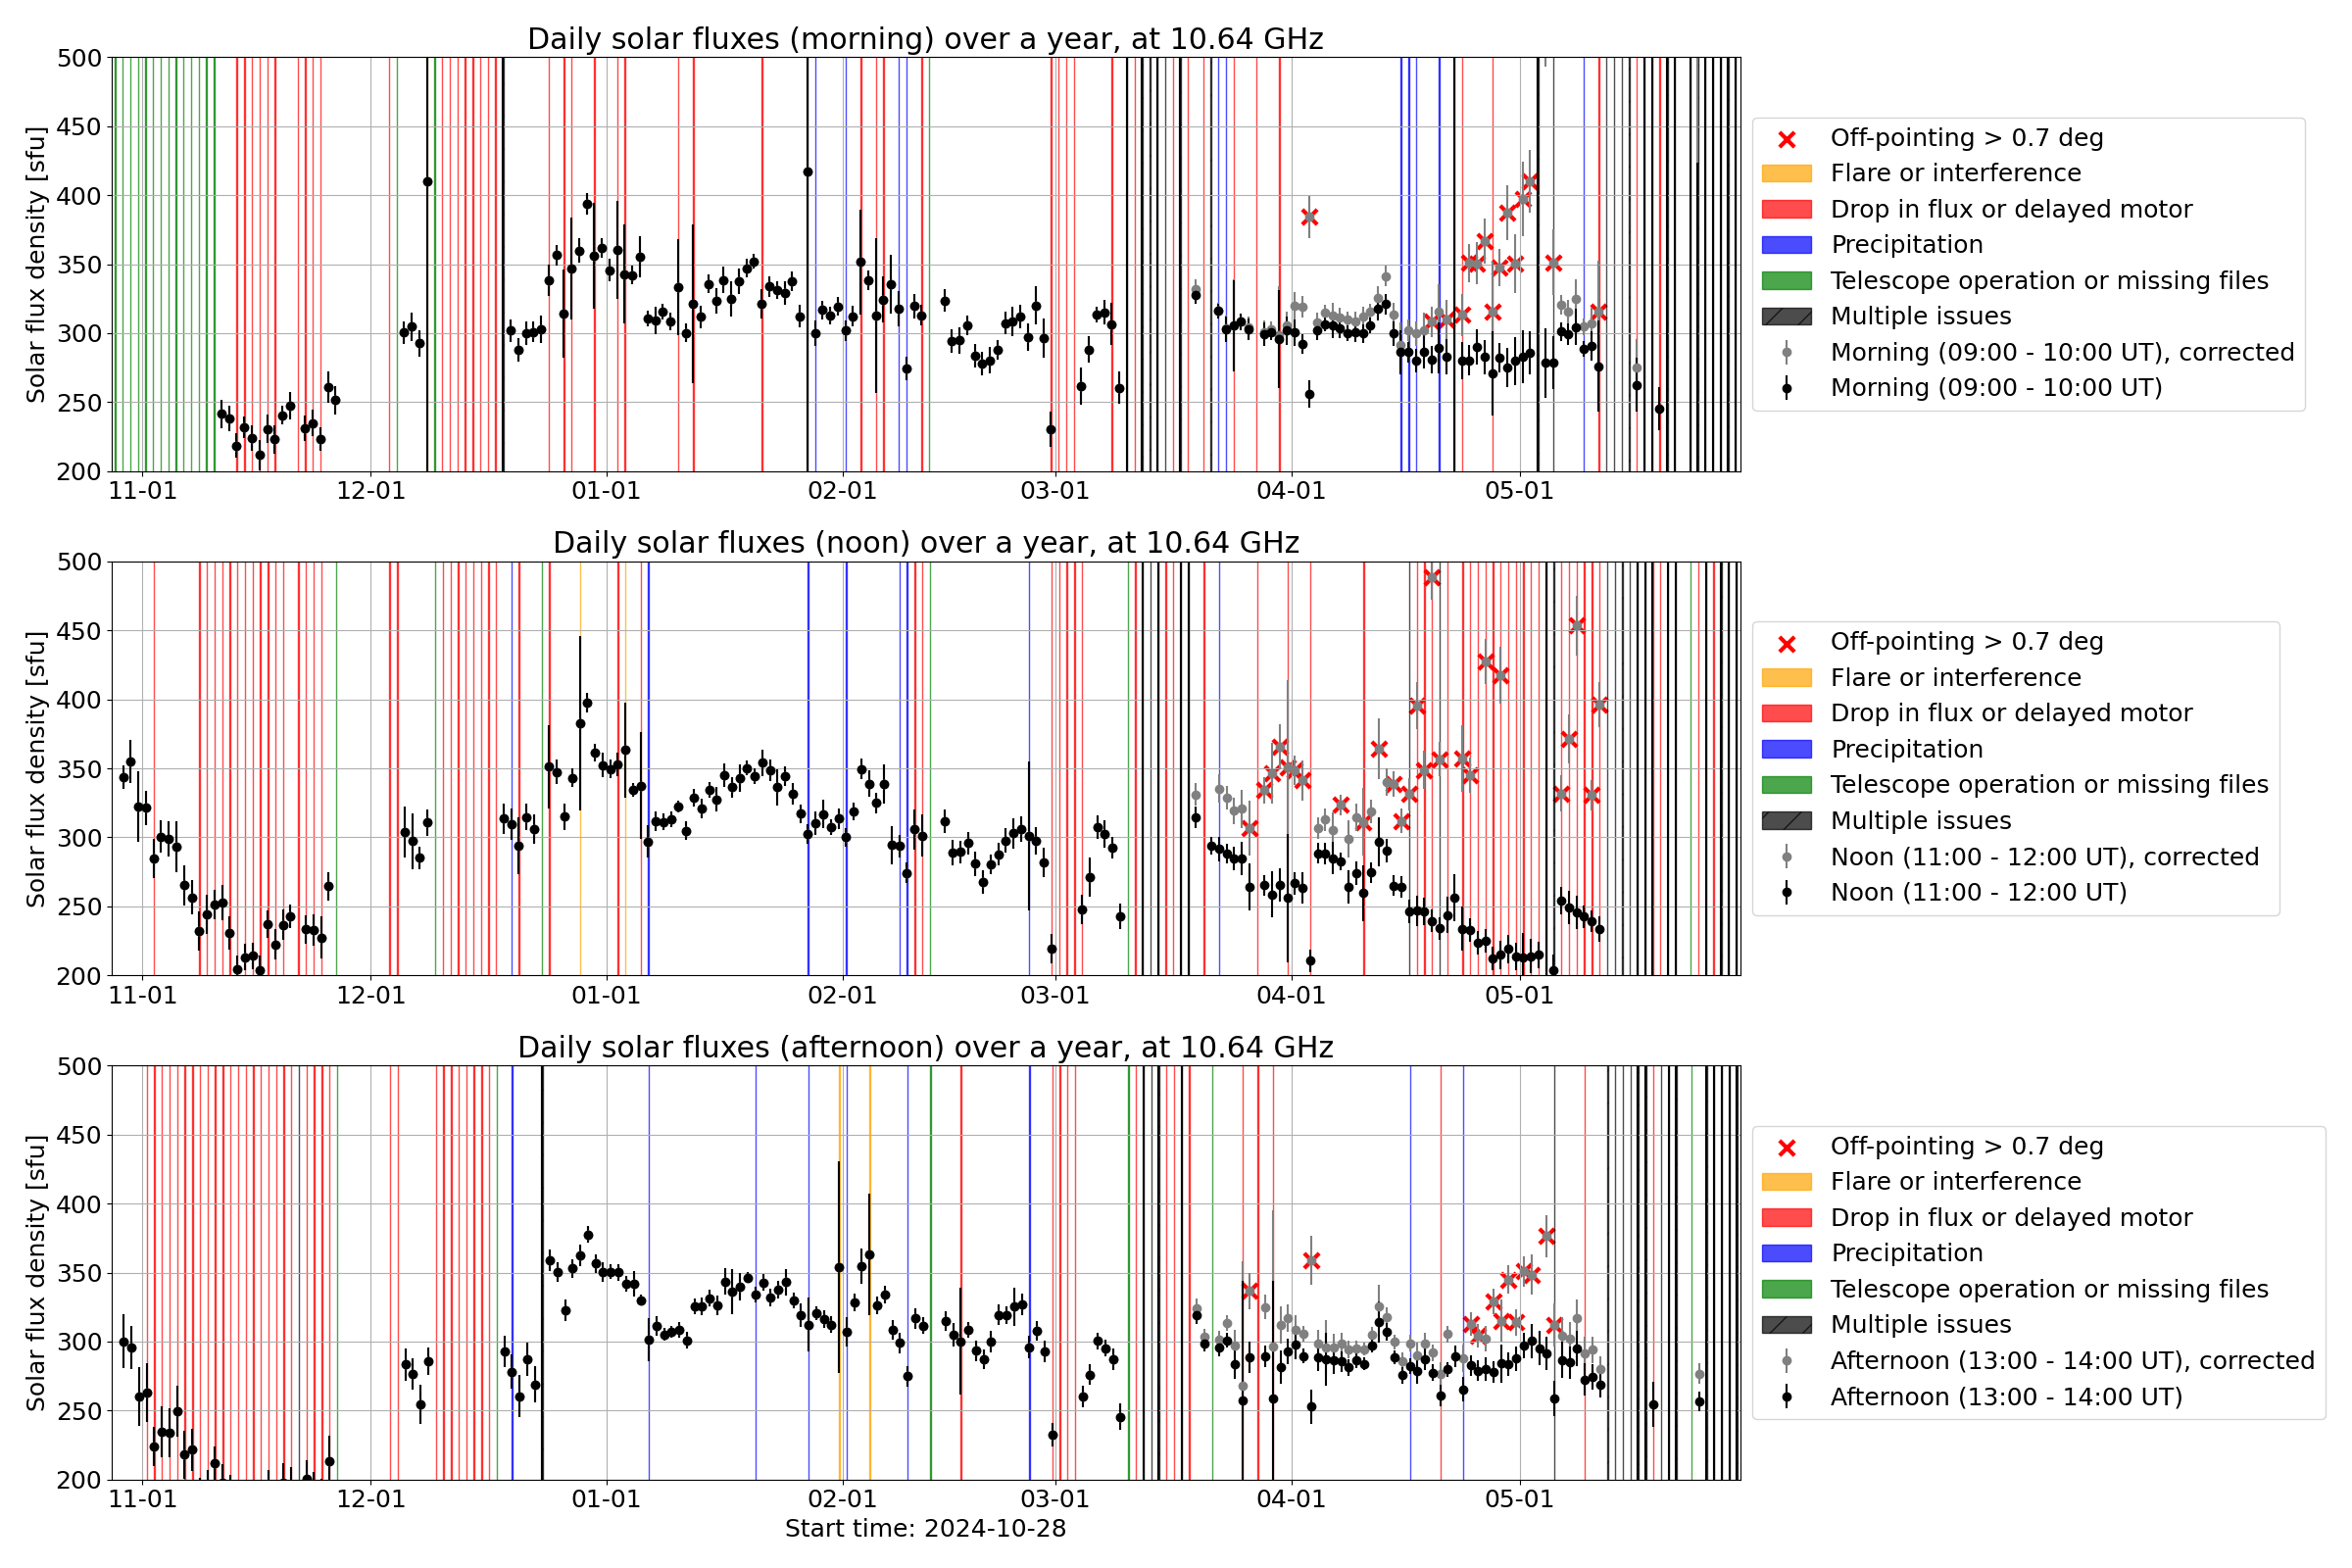 Daily solar fluxes (morning) over a year, at 10.64 GHz
Solar flux density [sfu]
500
450
400
350
300
250
200
11-01
12-01
01-01
02-01
03-01
04-01
05-01
Off-pointing > 0.7 deg
Flare or interference
Drop in flux or delayed motor
Precipitation
Telescope operation or missing files
Multiple issues
Morning (09:00 - 10:00 UT), corrected
Morning (09:00 - 10:00 UT)
Daily solar fluxes (noon) over a year, at 10.64 GHz
Solar flux density [sfu]
500
450
400
350
300
250
200
11-01
12-01
01-01
02-01
03-01
04-01
05-01
Off-pointing > 0.7 deg
Flare or interference
Drop in flux or delayed motor
Precipitation
Telescope operation or missing files
Multiple issues
Noon (11:00 - 12:00 UT), corrected
Noon (11:00 - 12:00 UT)
Daily solar fluxes (afternoon) over a year, at 10.64 GHz
Solar flux density [sfu]
500
450
400
350
300
250
200
11-01
12-01
01-01
02-01
03-01
04-01
05-01
Start time: 2024-10-28
Off-pointing > 0.7 deg
Flare or interference
Drop in flux or delayed motor
Precipitation
Telescope operation or missing files
Multiple issues
Afternoon (13:00 - 14:00 UT), corrected
Afternoon (13:00 - 14:00 UT)